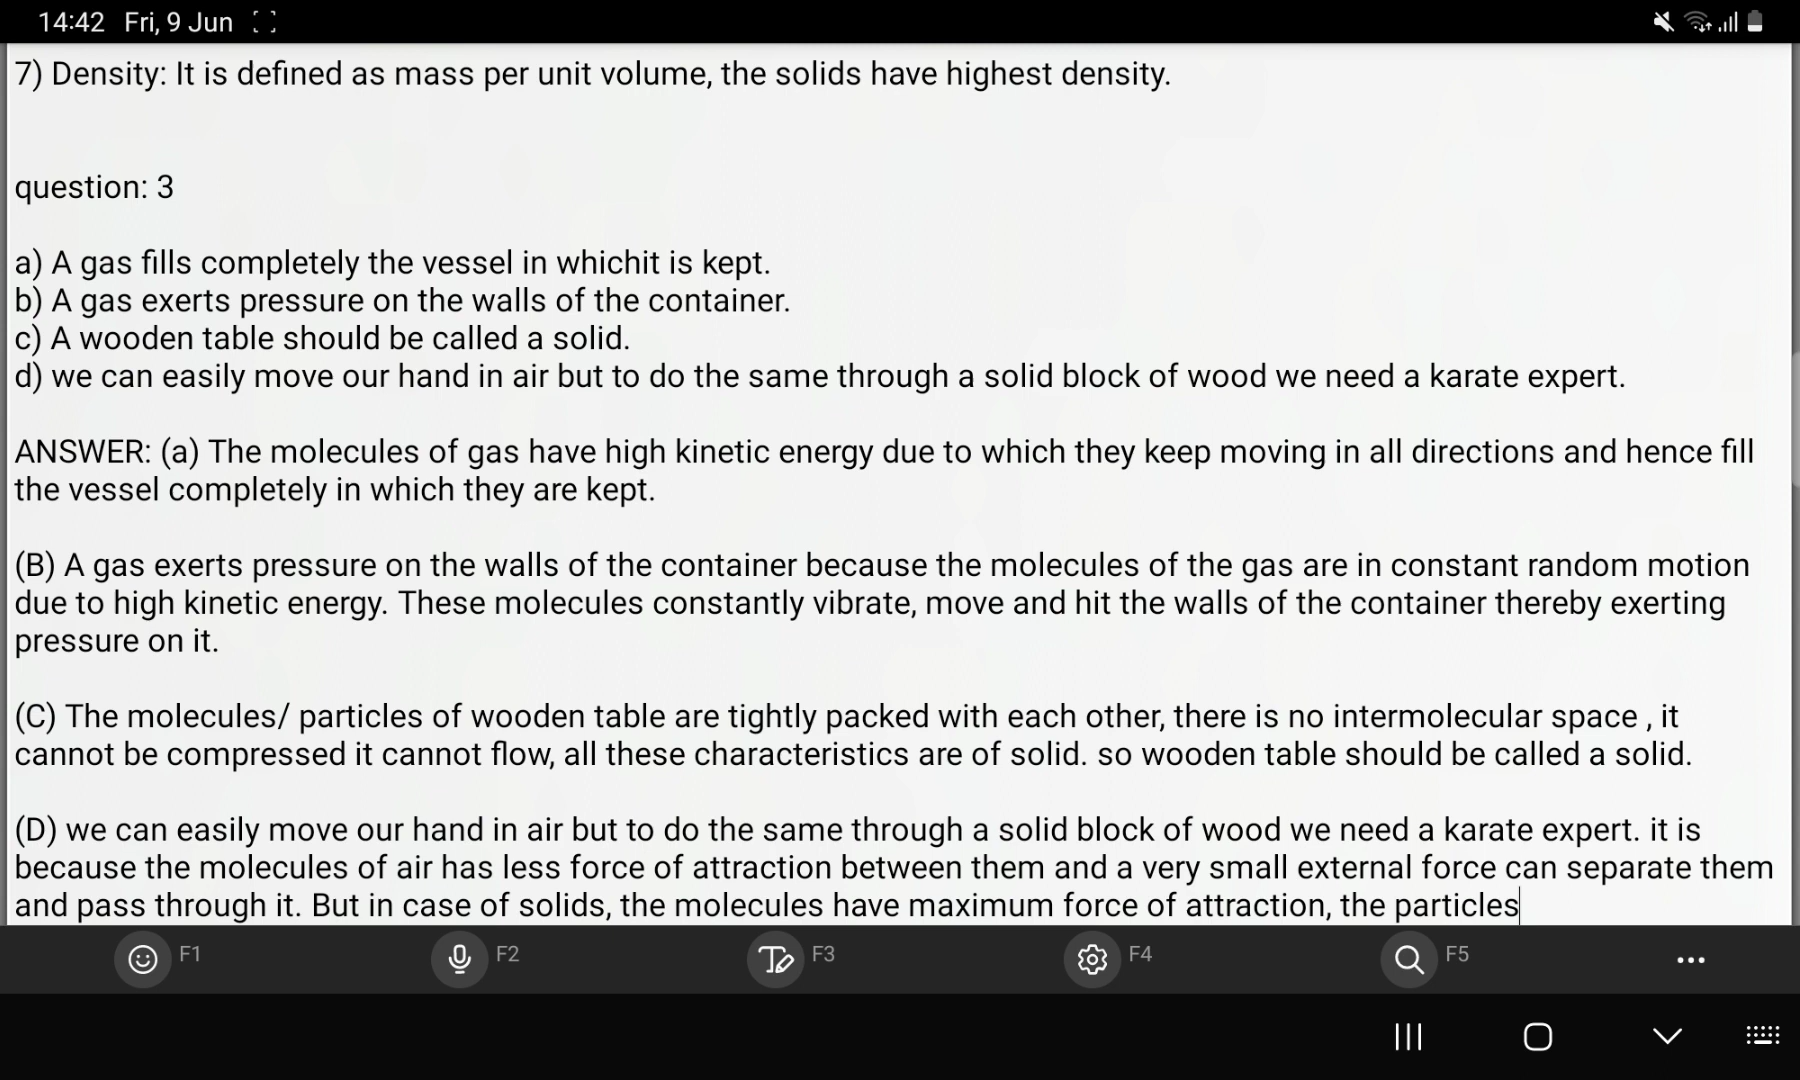 14:42 Fri, 9 Jun
7) Density: It is defined as mass per unit volume, the solids have highest density.
question: 3
a) A gas fills completely the vessel in whichit is kept.
b) A gas exerts pressure on the walls of the container.
c) A wooden table should be called a solid.
d) we can easily move our hand in air but to do the same through a solid block of wood we need a karate expert.
ANSWER: (a) The molecules of gas have high kinetic energy due to which they keep moving in all directions and hence fill
the vessel completely in which they are kept.
(B) A gas exerts pressure on the walls of the container because the molecules of the gas are in constant random motion
due to high kinetic energy. These molecules constantly vibrate, move and hit the walls of the container thereby exerting
pressure on it.
(C) The molecules/ particles of wooden table are tightly packed with each other, there is no intermolecular space , it
cannot be compressed it cannot flow, all these characteristics are of solid. so wooden table should be called a solid.
(D) we can easily move our hand in air but to do the same through a solid block of wood we need a karate expert. it is
because the molecules of air has less force of attraction between them and a very small external force can separate them
and pass through it. But in case of solids, the molecules have maximum force of attraction, the particles
F1 F2 F3 F4 F5